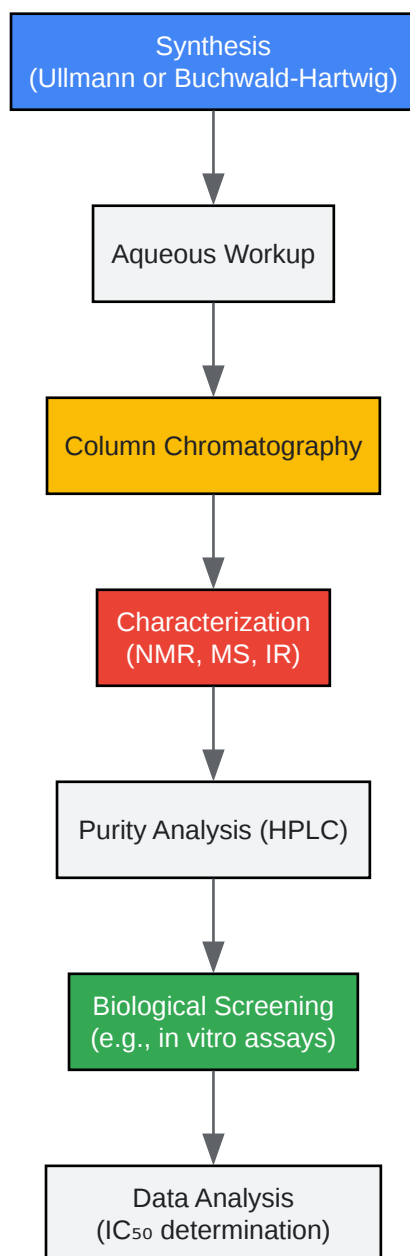 Synthesis
(Ullmann or Buchwald-Hartwig)
Aqueous Workup
Column Chromatography
Characterization
(NMR, MS, IR)
Purity Analysis (HPLC)
Biological Screening
(e.g., in vitro assays)
Data Analysis
(IC₅₀ determination)